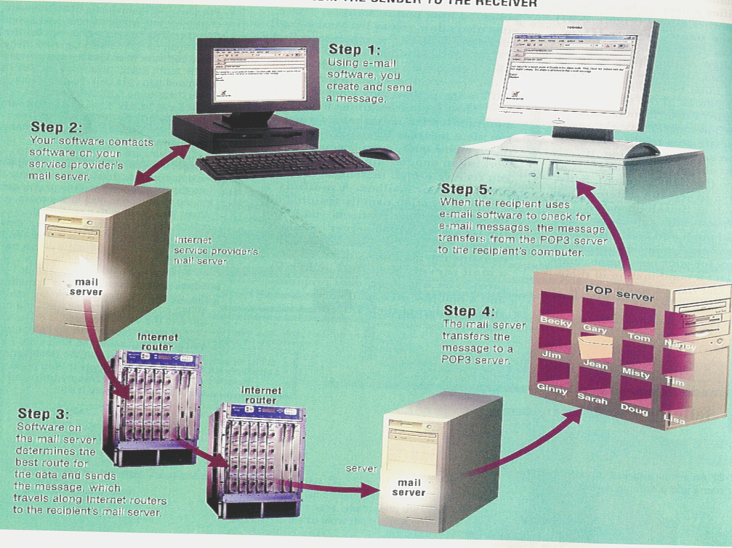 THE SENDER TO THE RECEIVER
Step 1:
Using e-mail
software, you
create and send
a message.
Step 2:
Your software contacts
software on your
service provider's
mail server.
Internet
service provider's
mail server
mail
server
Internet
router
Internet
router
Step 3:
Software on
the mail server
determines the
best route for
the data and sends
the message, which
travels along Internet routers
to the recipient's mail server.
server
mail
server
Step 4:
The mail server
transfers the
message to a
POP3 server.
POP server
Becky Gary Tom Nancy
Jim Jean Misty Tim
Ginny Sarah Doug Lisa
Step 5:
When the recipient uses
e-mail software to check for
e-mail messages, the message
transfers from the POP3 server
to the recipient's computer.